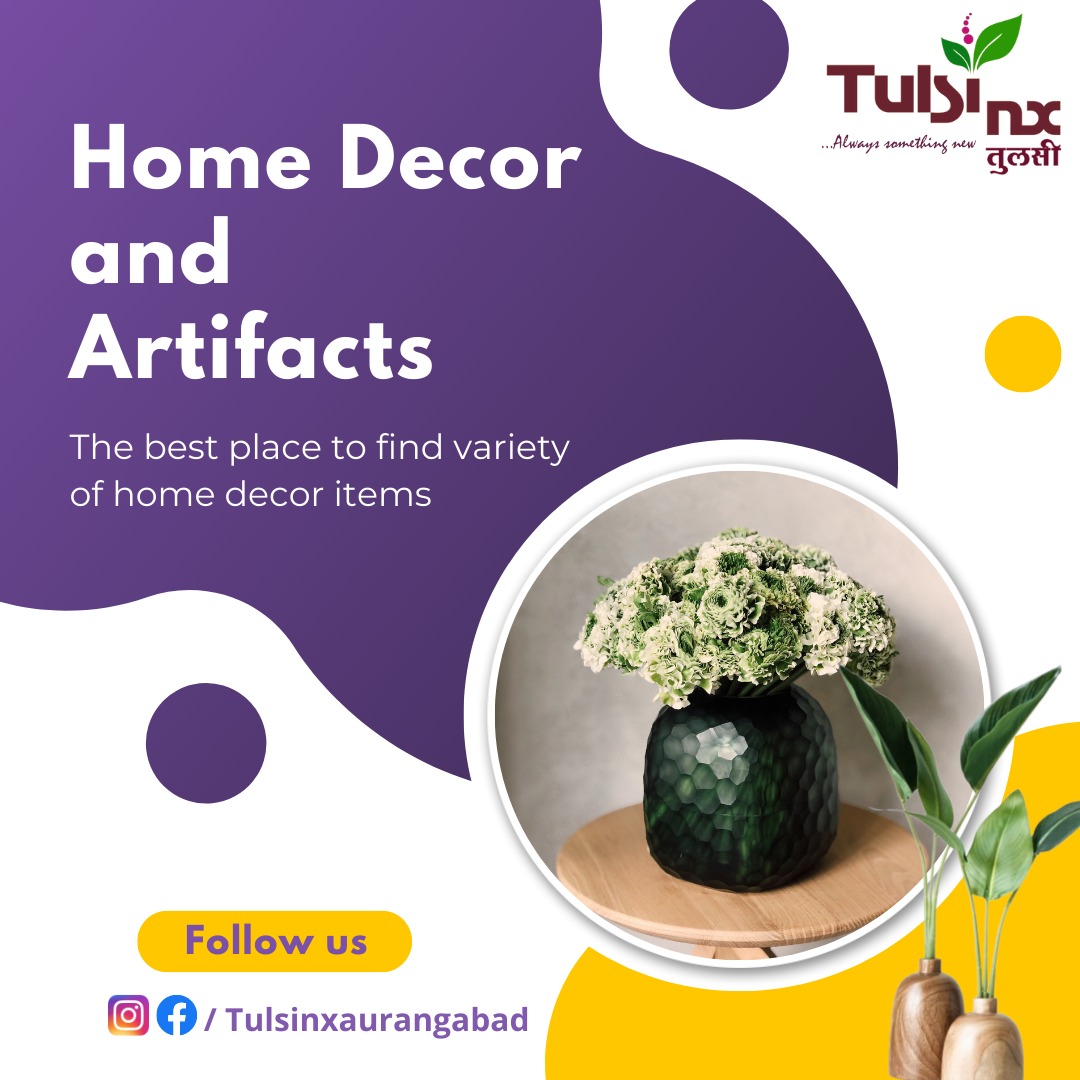 Tulsi nx
...Always something new
तुलसी
Home Decor
and
Artifacts
The best place to find variety
of home decor items
Follow us
/ Tulsinxaurangabad